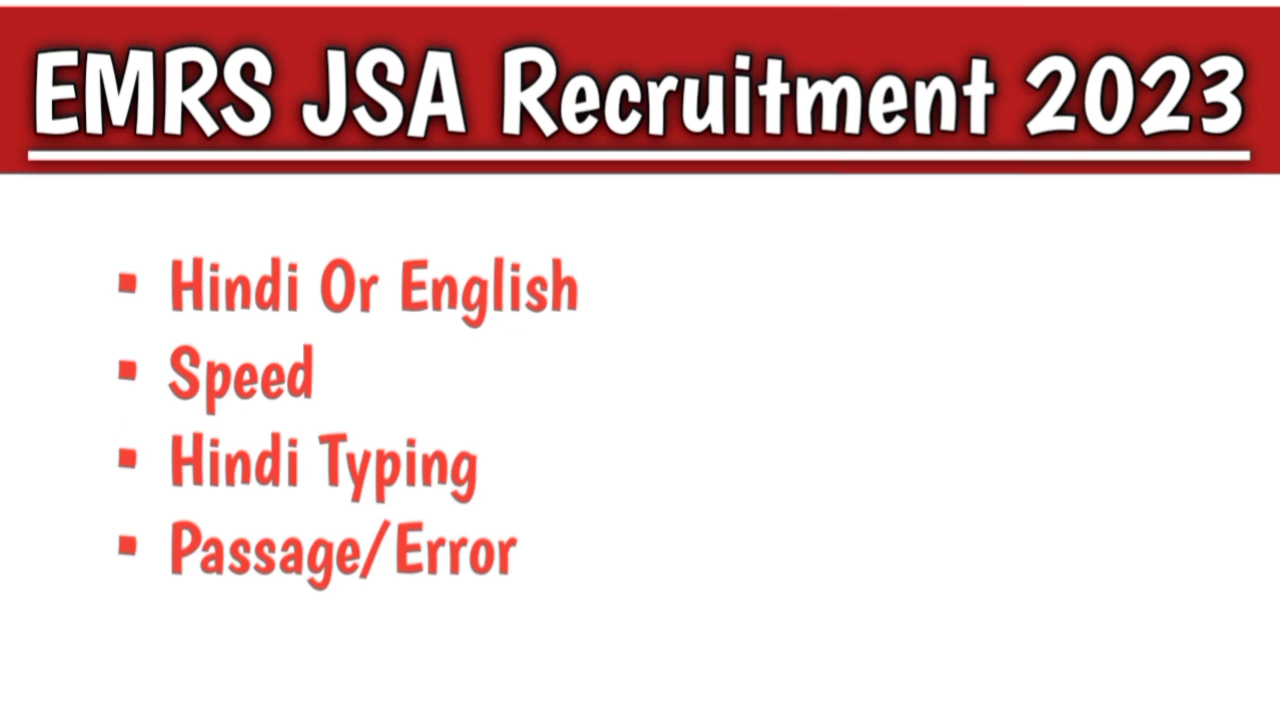 EMRS JSA Recruitment 2023
▪ Hindi Or English
▪ Speed
▪ Hindi Typing
▪ Passage/Error